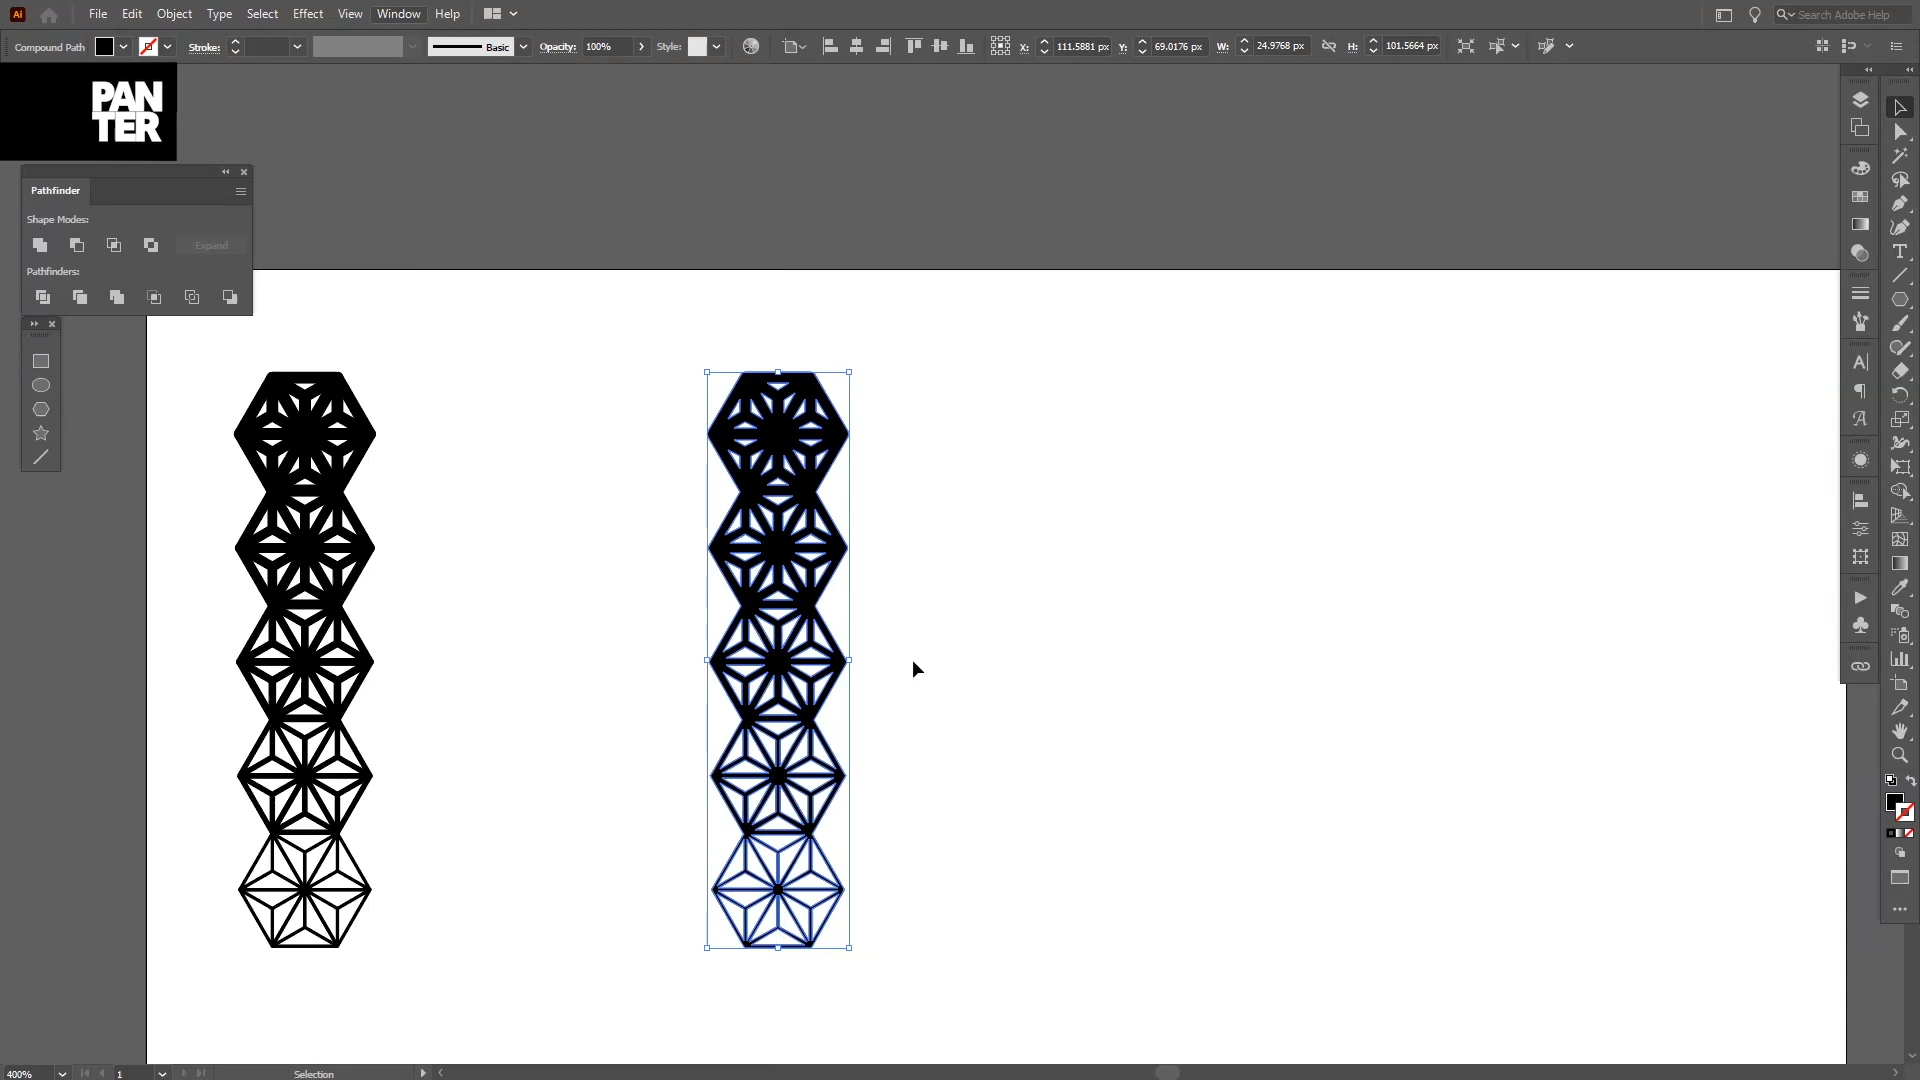 Ai File Edit Object Type Select Effect View Window Help Search Adobe Help
Compound Path Stroke: Basic Opacity: 100% Style: X: 111.5881 px Y: 69.0176 px W: 24.9768 px H: 101.5664 px
PAN
TER
Pathfinder
Shape Modes:
Expand
Pathfinders:
400% 1 Selection